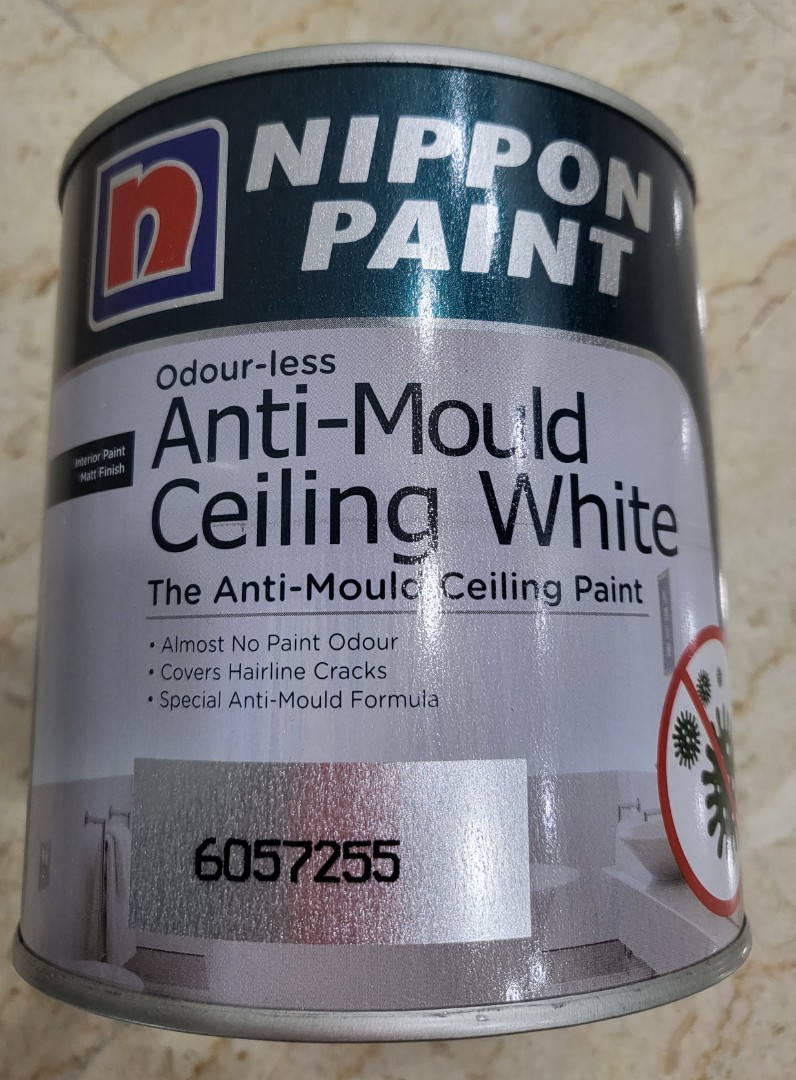 n
NIPPON
PAINT
Odour-less
Anti-Mould
Ceiling White
Interior Paint
Matt Finish
The Anti-Mould Ceiling Paint
• Almost No Paint Odour
• Covers Hairline Cracks
• Special Anti-Mould Formula
6057255